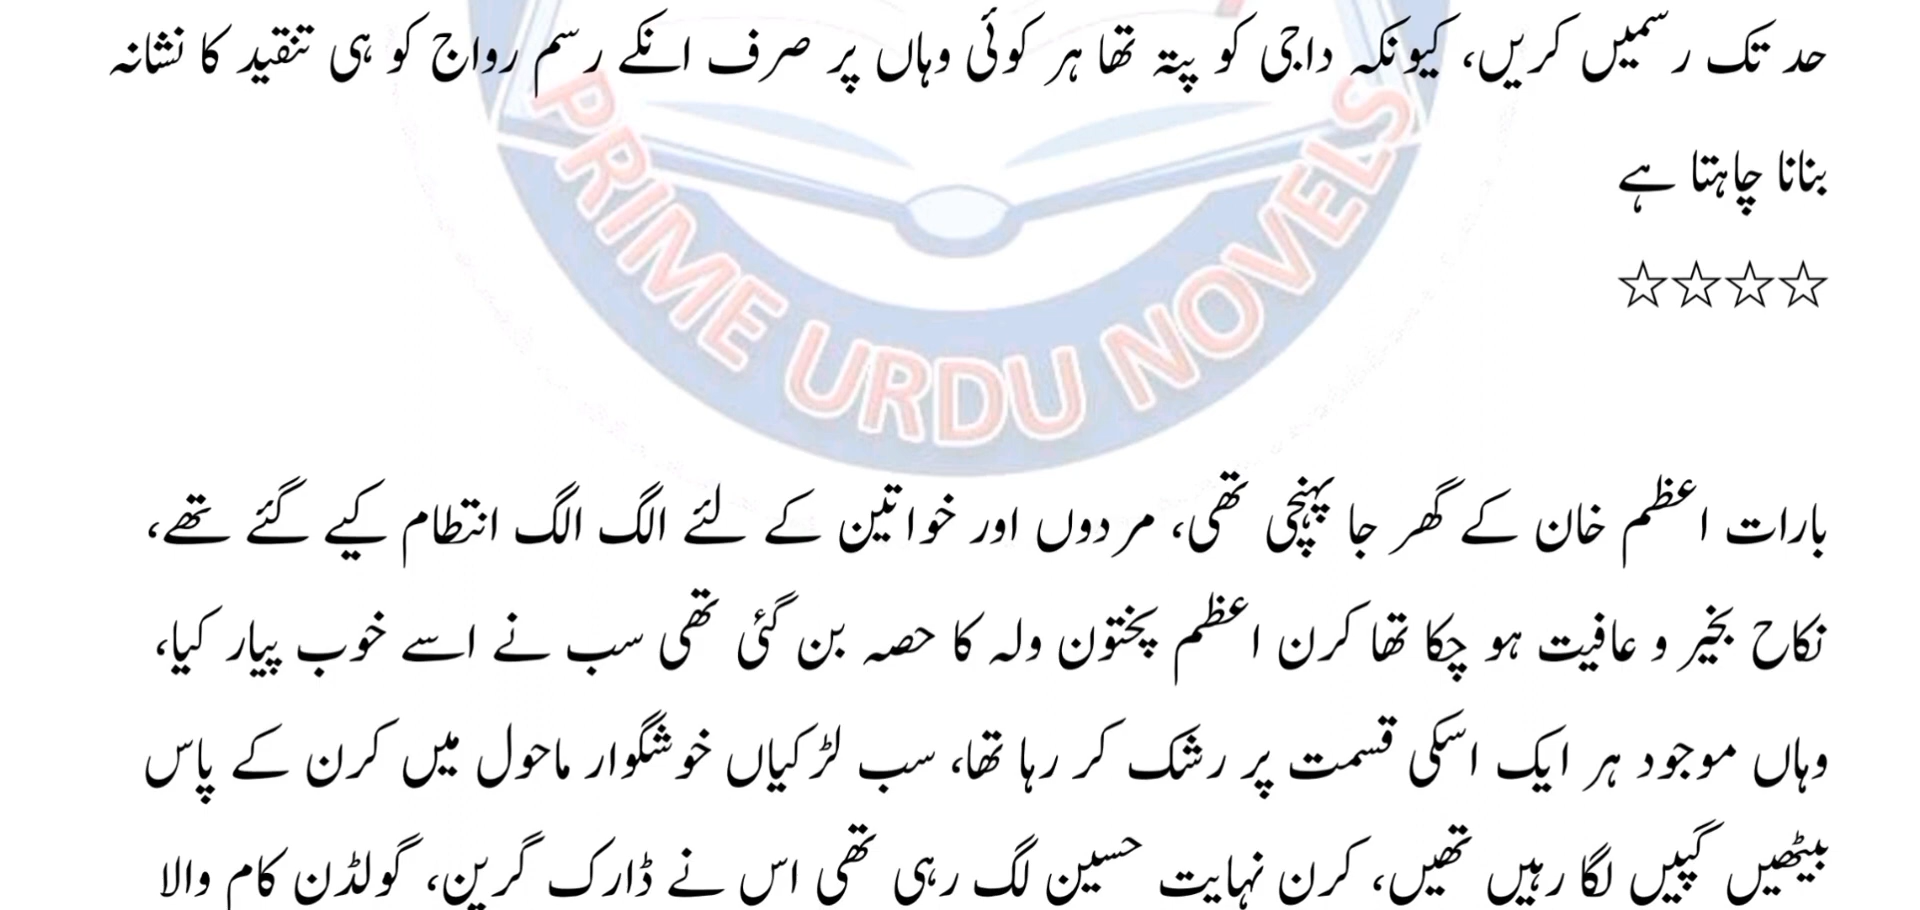 حد تک رسمیں کریں، کیونکہ داجی کو پتہ تھا ہر کوئی وہاں پر صرف انکے رسم رواج کو ہی تنقید کا نشانہ
بنانا چاہتا ہے
☆☆☆☆
PRIME URDU NOVELS
بارات اعظم خان کے گھر جا پہنچی تھی، مردوں اور خواتین کے لئے الگ الگ انتظام کیے گئے تھے،
نکاح بخیر و عافیت ہو چکا تھا کرن اعظم پختون ولہ کا حصہ بن گئی تھی سب نے اسے خوب پیار کیا،
وہاں موجود ہر ایک اسکی قسمت پر رشک کر رہا تھا، سب لڑکیاں خوشگوار ماحول میں کرن کے پاس
بیٹھیں گپیں لگا رہیں تھیں، کرن نہایت حسین لگ رہی تھی اس نے ڈارک گرین، گولڈن کام والا